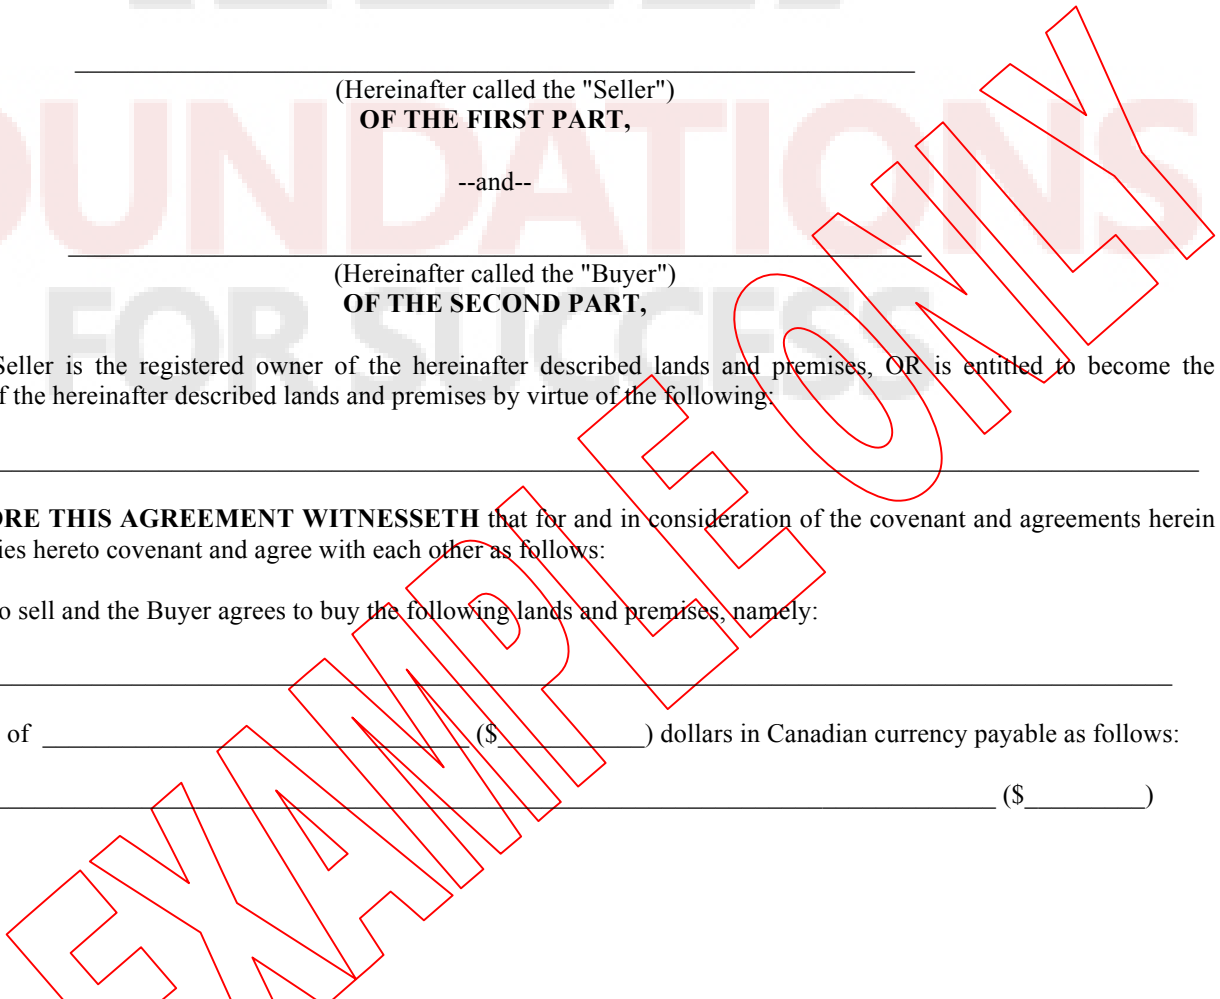 (Hereinafter called the "Seller")
OF THE FIRST PART,
--and--
(Hereinafter called the "Buyer")
OF THE SECOND PART,
Seller is the registered owner of the hereinafter described lands and premises, OR is entitled to become the
f the hereinafter described lands and premises by virtue of the following:
ORE THIS AGREEMENT WITNESSETH that for and in consideration of the covenant and agreements herein
ies hereto covenant and agree with each other as follows:
o sell and the Buyer agrees to buy the following lands and premises, namely:
of ______________ ($__________) dollars in Canadian currency payable as follows:
($_________)
EXAMPLE ONLY
OUNDATIONS
FOR SUCCESS